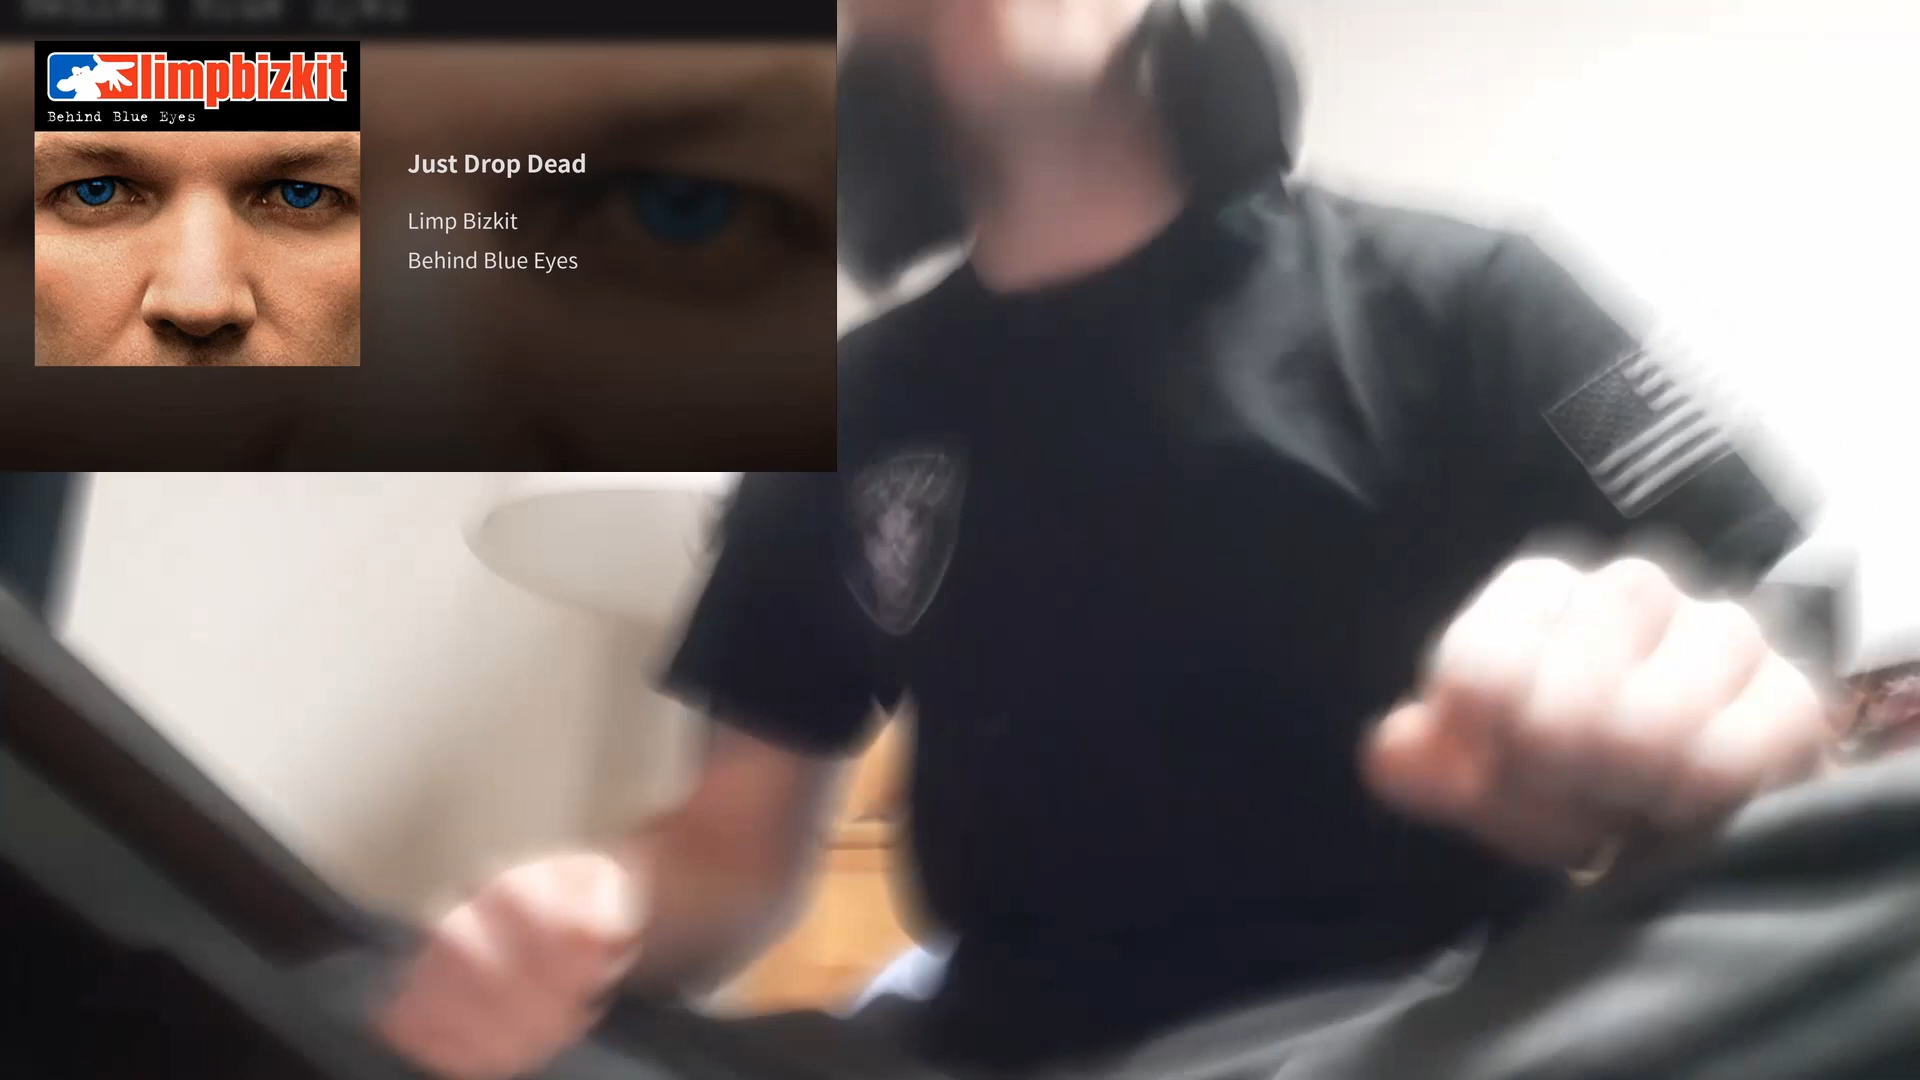 limpbizkit
Behind Blue Eyes
Just Drop Dead
Limp Bizkit
Behind Blue Eyes